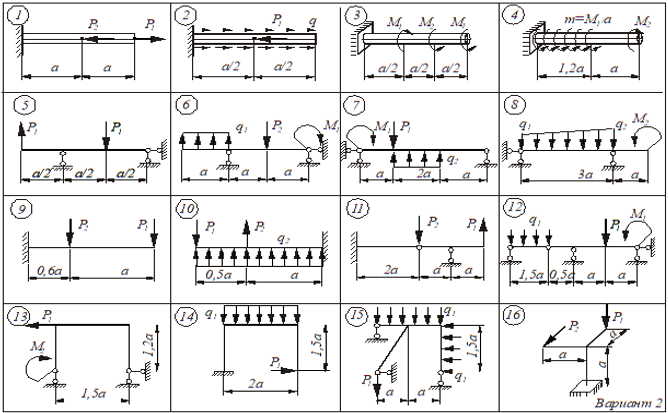 1 P₂ P₁
a a
2 P₁ q
a/2 a/2
3 M₁ M₁ M₂
a/2 a/2 a/2
4 m=M₁/a M₂
1,2a a
5 P₁ P₁
a/2 a/2 a/2
6 q₁ P₂ M₁
a a a
7 M₁ P₁ q₂
a 2a a
8 q₁ q₂ M₂
3a a
9 P₂ P₁
0,6a a
10 P₁ P₁ q₂
0,5a a
11 P₂ P₁
2a a a
12 q₁ P₁ M₁
1,5a 0,5a a a
13 P₁
M₁ 1,2a
1,5a
14 q₁
P₁ 1,5a
2a
15 q₁
1,5a
P₁ q₁
a a
16 P₁
P₂ a
a a
Вариант 2